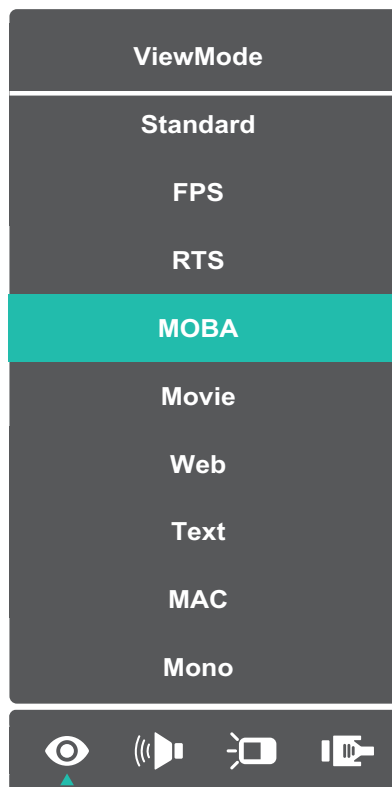 ViewMode
Standard
FPS
RTS
MOBA
Movie
Web
Text
MAC
Mono